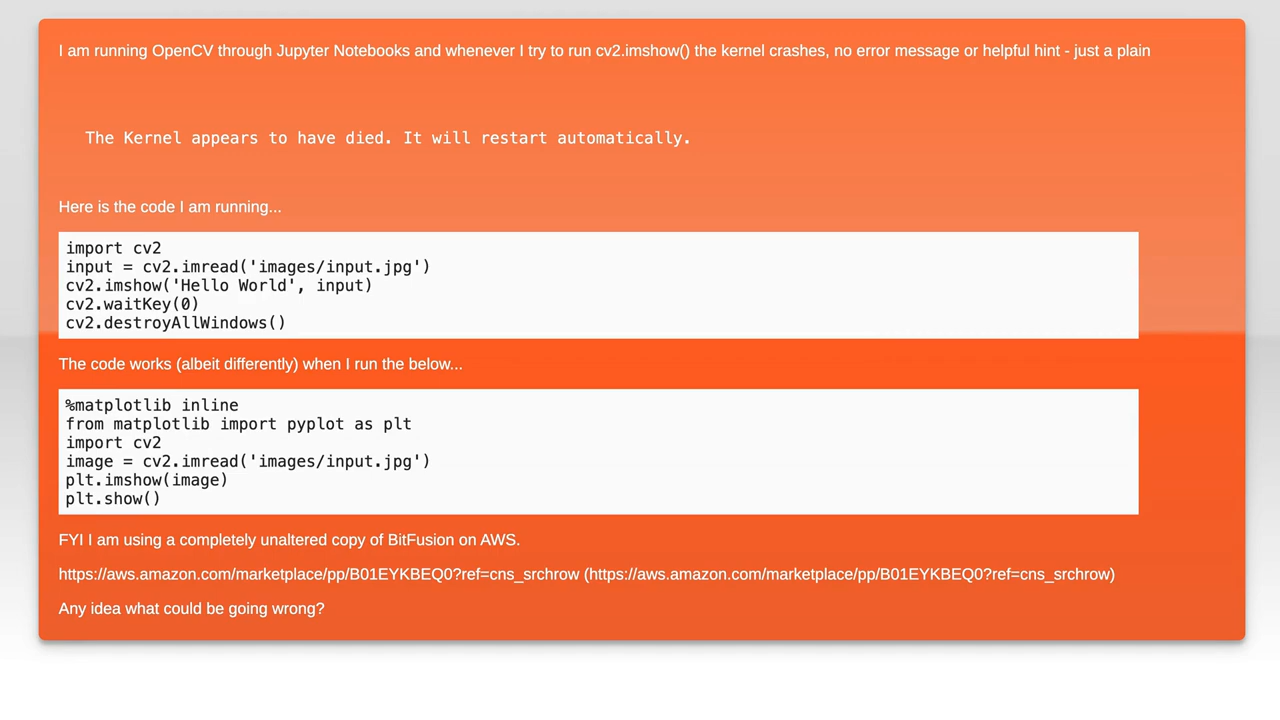 I am running OpenCV through Jupyter Notebooks and whenever I try to run cv2.imshow() the kernel crashes, no error message or helpful hint - just a plain
The Kernel appears to have died. It will restart automatically.
Here is the code I am running...
import cv2
input = cv2.imread('images/input.jpg')
cv2.imshow('Hello World', input)
cv2.waitKey(0)
cv2.destroyAllWindows()
The code works (albeit differently) when I run the below...
%matplotlib inline
from matplotlib import pyplot as plt
import cv2
image = cv2.imread('images/input.jpg')
plt.imshow(image)
plt.show()
FYI I am using a completely unaltered copy of BitFusion on AWS.
https://aws.amazon.com/marketplace/pp/B01EYKBEQ0?ref=cns_srchrow (https://aws.amazon.com/marketplace/pp/B01EYKBEQ0?ref=cns_srchrow)
Any idea what could be going wrong?